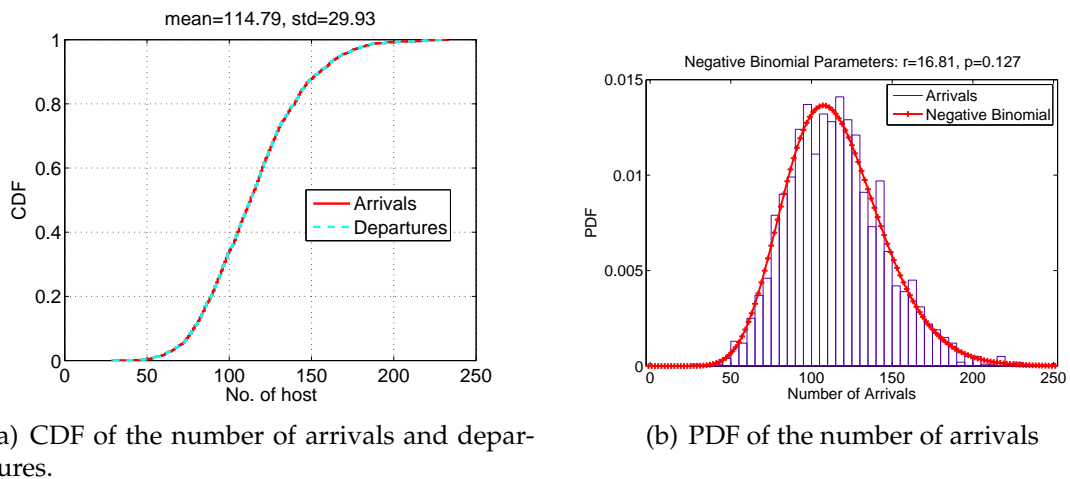 mean=114.79, std=29.93
1
0.8
0.6
0.4
0.2
0
CDF
Arrivals
Departures
0 50 100 150 200 250
No. of host
a) CDF of the number of arrivals and depar-
ures.
Negative Binomial Parameters: r=16.81, p=0.127
0.015
0.01
0.005
0
PDF
Arrivals
Negative Binomial
0 50 100 150 200 250
Number of Arrivals
(b) PDF of the number of arrivals